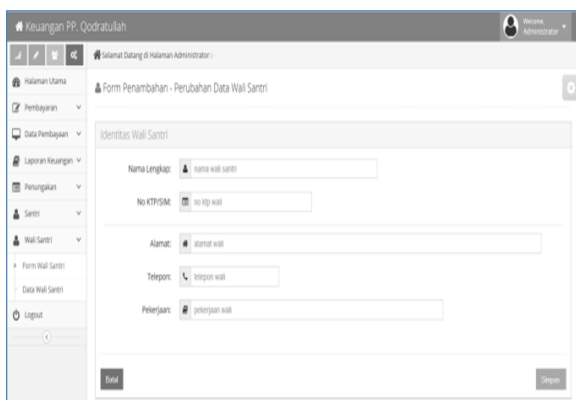 Keuangan PP. Qodratullah
Welcome,
Administrator
Selamat Datang di Halaman Administrator
Halaman Utama
Form Penambahan - Perubahan Data Wali Santri
Pembayaran
Data Pembayaan
Identitas Wali Santri
Laporan Keuangan
Nama Lengkap: nama wali santri
Penungakan
No KTP/SIM: no ktp wali
Santri
Wali Santri
Alamat: alamat wali
Form Wali Santri
Telepon: telepon wali
Data Wali Santri
Pekerjaan: pekerjaan wali
Logout
Batal
Simpan